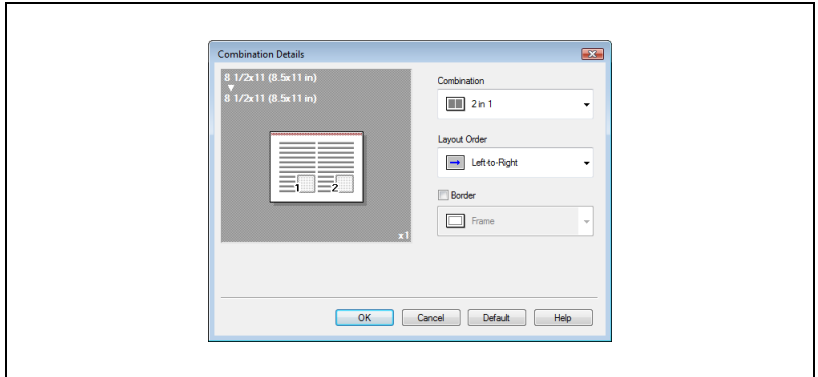 Combination Details
8 1/2x11 (8.5x11 in)
8 1/2x11 (8.5x11 in)
1 2
x1
Combination
2 in 1
Layout Order
Left-to-Right
Border
Frame
OK Cancel Default Help